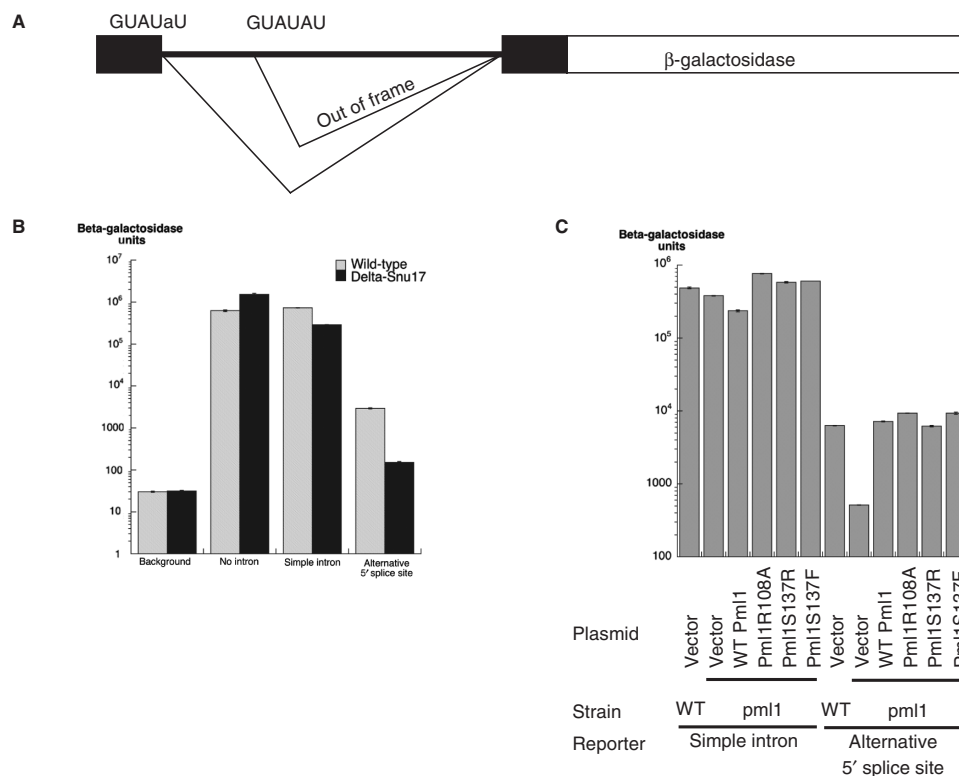 A
GUAUaU
GUAUAU
Out of frame
β-galactosidase
B
Beta-galactosidase
units
10⁷
10⁶
10⁵
10⁴
1000
100
10
1
Wild-type
Delta-Snu17
Background
No intron
Simple intron
Alternative
5′ splice site
C
Beta-galactosidase
units
10⁶
10⁵
10⁴
1000
100
Plasmid
Vector
Vector
WT Pml1
Pml1R108A
Pml1S137R
Pml1S137F
Vector
Vector
WT Pml1
Pml1R108A
Pml1S137R
Pml1S137F
Strain
WT
pml1
WT
pml1
Reporter
Simple intron
Alternative
5′ splice site